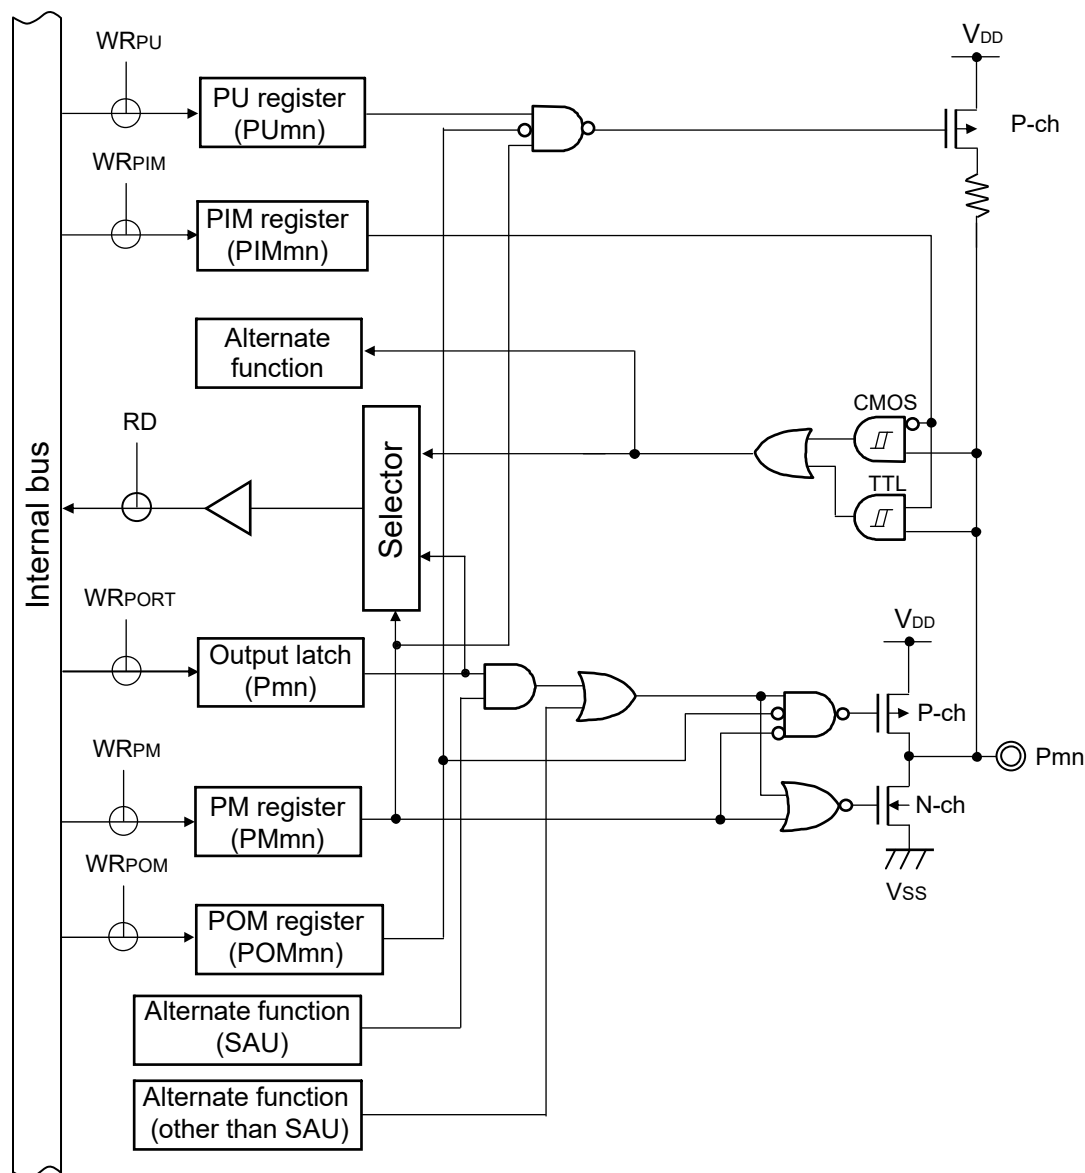 WRPU
PU register
(PUmn)
VDD
P-ch
WRPIM
PIM register
(PIMmn)
Alternate
function
CMOS
TTL
RD
Selector
Internal bus
WRPORT
Output latch
(Pmn)
VDD
P-ch
Pmn
WRPM
PM register
(PMmn)
N-ch
VSS
WRPOM
POM register
(POMmn)
Alternate function
(SAU)
Alternate function
(other than SAU)